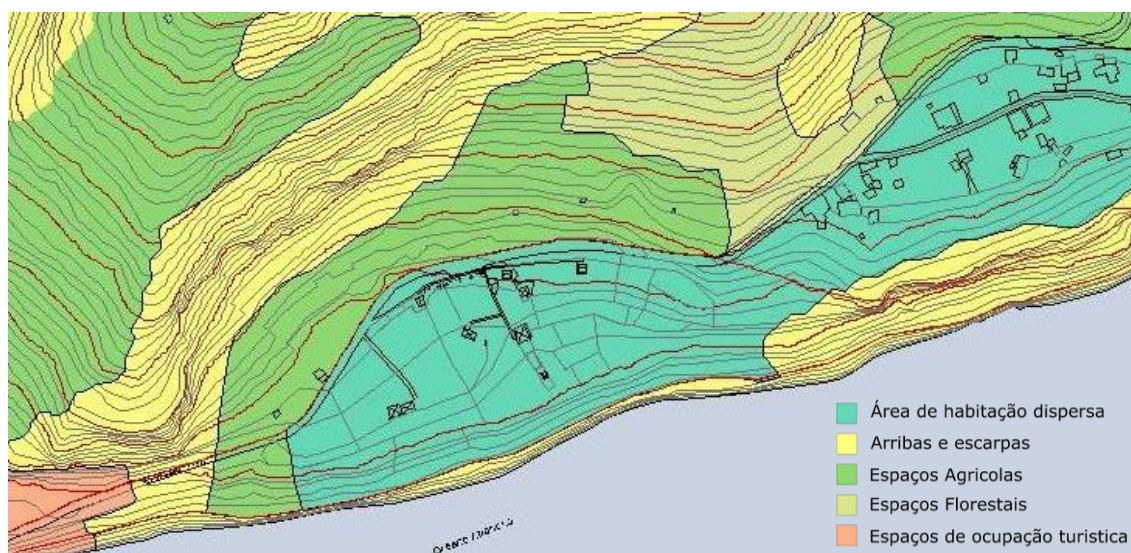 Área de habitação dispersa
Arribas e escarpas
Espaços Agricolas
Espaços Florestais
Espaços de ocupação turistica